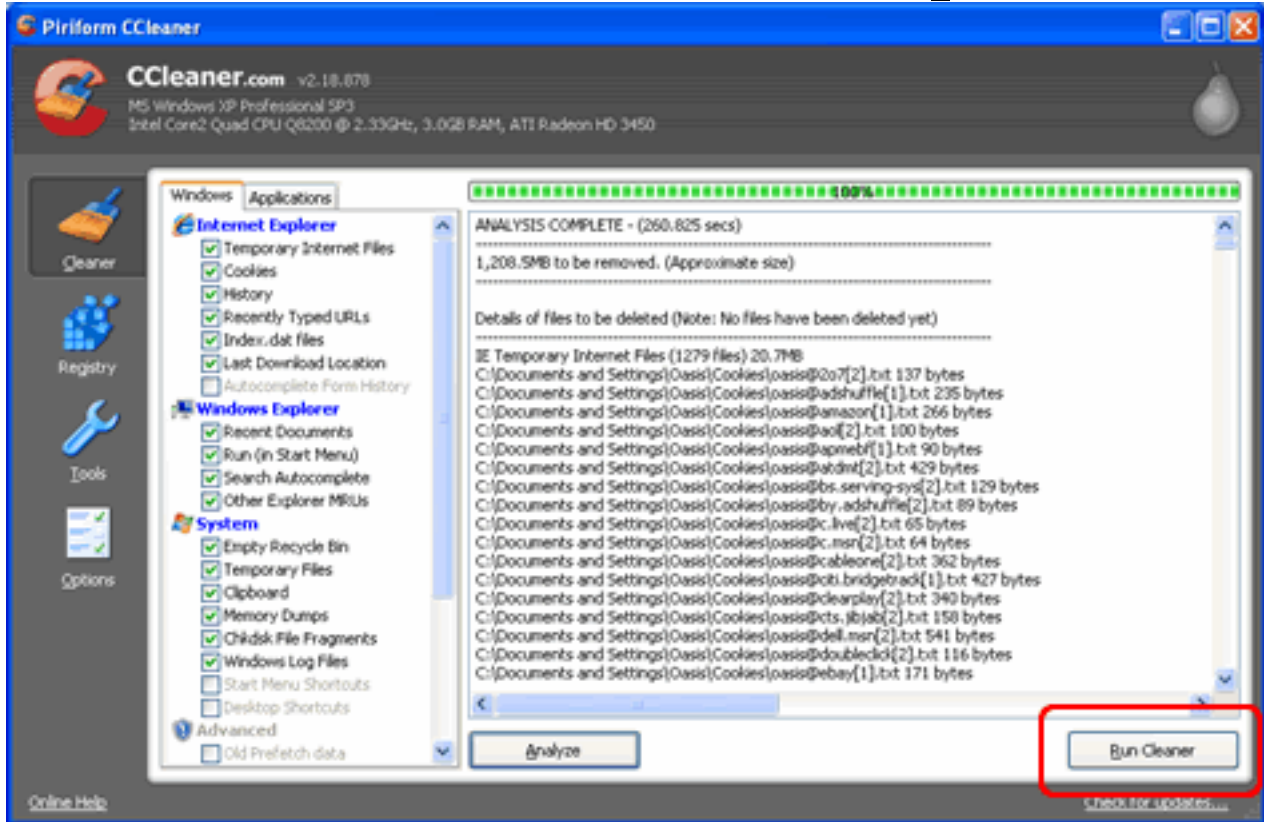 Piriform CCleaner
CCleaner.com v2.18.878
MS Windows XP Professional SP3
Intel Core2 Quad CPU Q8200 @ 2.33GHz, 3.0GB RAM, ATI Radeon HD 3450
Cleaner
Registry
Tools
Options
Windows Applications
Internet Explorer
Temporary Internet Files
Cookies
History
Recently Typed URLs
Index.dat files
Last Download Location
Autocomplete Form History
Windows Explorer
Recent Documents
Run (in Start Menu)
Search Autocomplete
Other Explorer MRUs
System
Empty Recycle Bin
Temporary Files
Clipboard
Memory Dumps
Chkdsk File Fragments
Windows Log Files
Start Menu Shortcuts
Desktop Shortcuts
Advanced
Old Prefetch data
100%
ANALYSIS COMPLETE - (260.825 secs)
1,208.5MB to be removed. (Approximate size)
Details of files to be deleted (Note: No files have been deleted yet)
IE Temporary Internet Files (1279 files) 20.7MB
C:\Documents and Settings\Oasis\Cookies\oasis@2o7[2].txt 137 bytes
C:\Documents and Settings\Oasis\Cookies\oasis@adshuffle[1].txt 235 bytes
C:\Documents and Settings\Oasis\Cookies\oasis@amazon[1].txt 266 bytes
C:\Documents and Settings\Oasis\Cookies\oasis@aol[2].txt 100 bytes
C:\Documents and Settings\Oasis\Cookies\oasis@apmebf[1].txt 90 bytes
C:\Documents and Settings\Oasis\Cookies\oasis@atdmt[2].txt 429 bytes
C:\Documents and Settings\Oasis\Cookies\oasis@bs.serving-sys[2].txt 129 bytes
C:\Documents and Settings\Oasis\Cookies\oasis@by.adshuffle[2].txt 89 bytes
C:\Documents and Settings\Oasis\Cookies\oasis@c.live[2].txt 65 bytes
C:\Documents and Settings\Oasis\Cookies\oasis@c.msn[2].txt 64 bytes
C:\Documents and Settings\Oasis\Cookies\oasis@cableone[2].txt 362 bytes
C:\Documents and Settings\Oasis\Cookies\oasis@citi.bridgetrack[1].txt 427 bytes
C:\Documents and Settings\Oasis\Cookies\oasis@clearplay[2].txt 340 bytes
C:\Documents and Settings\Oasis\Cookies\oasis@cts.jibjab[2].txt 158 bytes
C:\Documents and Settings\Oasis\Cookies\oasis@dell.msn[2].txt 541 bytes
C:\Documents and Settings\Oasis\Cookies\oasis@doubleclick[2].txt 116 bytes
C:\Documents and Settings\Oasis\Cookies\oasis@ebay[1].txt 171 bytes
Analyze
Run Cleaner
Online Help
Check for updates...